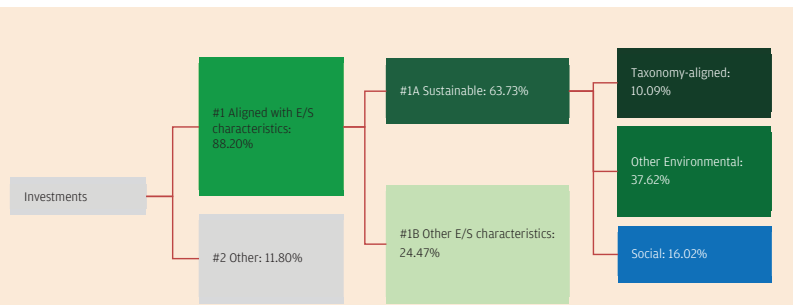 Investments
#1 Aligned with E/S
characteristics:
88.20%
#2 Other: 11.80%
#1A Sustainable: 63.73%
#1B Other E/S characteristics:
24.47%
Taxonomy-aligned:
10.09%
Other Environmental:
37.62%
Social: 16.02%